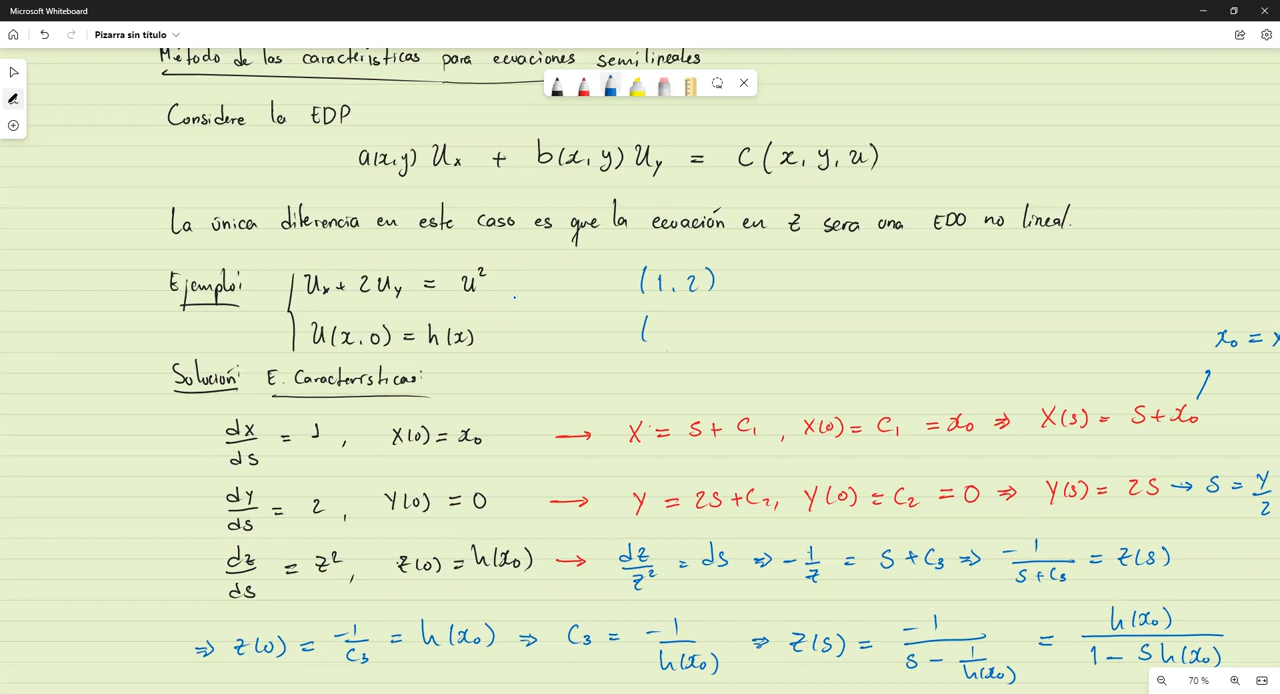 Microsoft Whiteboard
Pizarra sin título
Método de las características para ecuaciones semilineales
Considere la EDP
a(x,y) Ux + b(x,y) Uy = C(x, y, u)
La única diferencia en este caso es que la ecuación en Z sera una EDO no lineal.
Ejemplo: Ux + 2Uy = u² (1, 2)
U(x,0) = h(x) (
x₀ = x
Solución: E. Características:
dx/ds = 1, X(0) = x₀ → X = S + C₁, X(0) = C₁ = x₀ ⇒ X(s) = S + x₀
dy/ds = 2, Y(0) = 0 → Y = 2S + C₂, Y(0) = C₂ = 0 ⇒ Y(s) = 2S → S = Y/2
dz/ds = z², Z(0) = h(x₀) → dz/z² = ds ⇒ -1/z = S + C₃ ⇒ -1/(s+C₃) = Z(s)
⇒ Z(0) = -1/C₃ = h(x₀) ⇒ C₃ = -1/h(x₀) ⇒ Z(s) = -1/(s - 1/h(x₀)) = h(x₀)/(1 - S h(x₀))
70 %